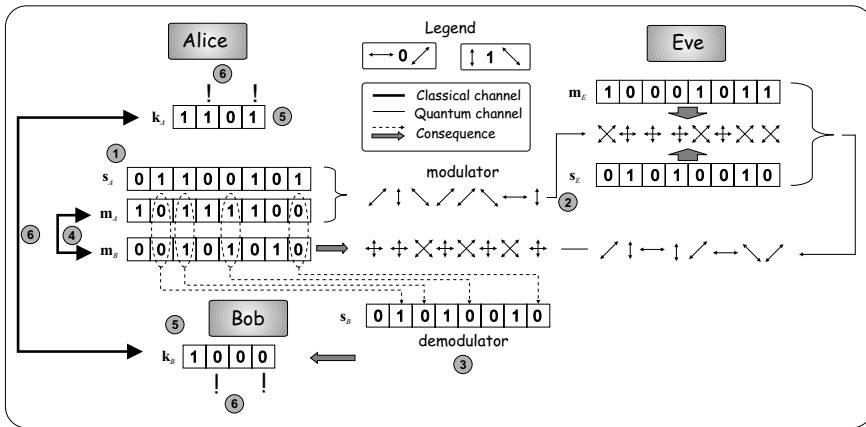 Alice
Legend
Eve
0
1
6
! !
Classical channel
Quantum channel
Consequence
m_E 1 0 0 0 1 0 1 1
k_A 1 1 0 1
5
1
s_A 0 1 1 0 0 1 0 1
modulator
s_E 0 1 0 1 0 0 1 0
m_A 1 0 1 1 1 1 0 0
2
6
4
m_B 0 0 1 0 1 0 1 0
5
Bob
s_B 0 1 0 1 0 0 1 0
demodulator
3
k_B 1 0 0 0
! !
6